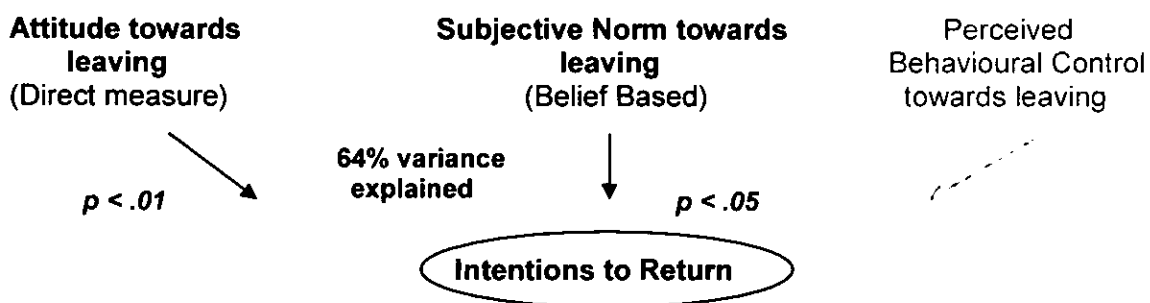 Attitude towards
leaving
(Direct measure)
Subjective Norm towards
leaving
(Belief Based)
Perceived
Behavioural Control
towards leaving
64% variance
explained
p < .01
p < .05
Intentions to Return